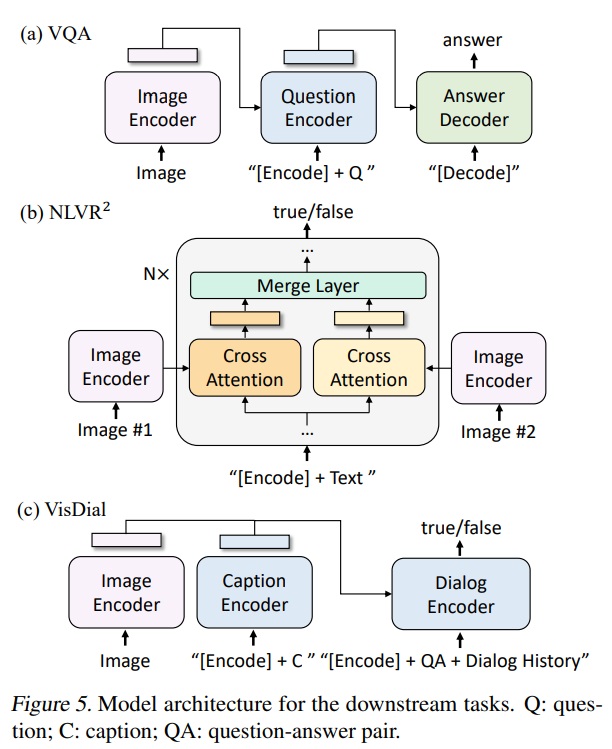 (a) VQA
answer
Image Encoder
Question Encoder
Answer Decoder
Image
“[Encode] + Q ”
“[Decode]”
(b) NLVR²
true/false
...
N×
Merge Layer
Image Encoder
Cross Attention
Cross Attention
Image Encoder
Image #1
...
Image #2
“[Encode] + Text ”
(c) VisDial
true/false
Image Encoder
Caption Encoder
Dialog Encoder
Image
“[Encode] + C ”
“[Encode] + QA + Dialog History”
Figure 5. Model architecture for the downstream tasks. Q: ques-
tion; C: caption; QA: question-answer pair.